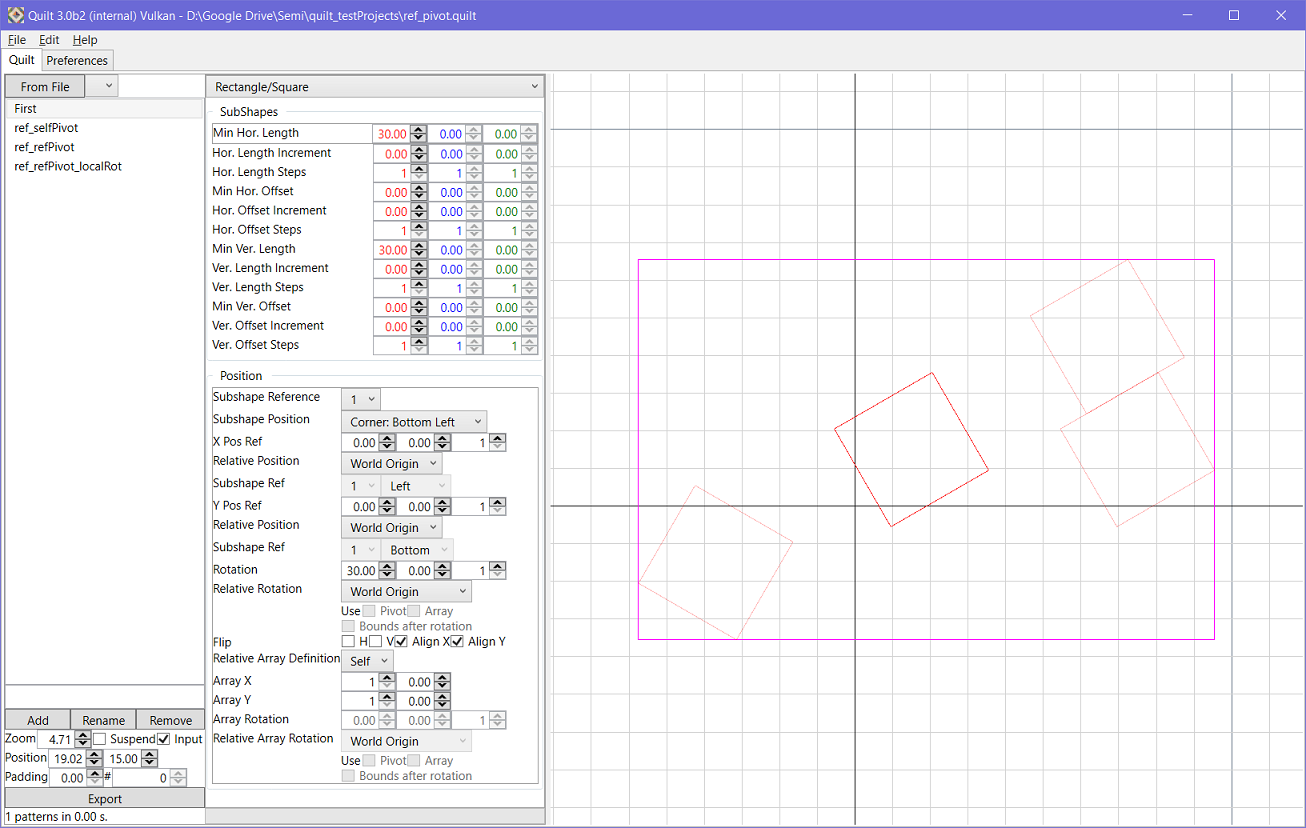 Quilt 3.0b2 (internal) Vulkan - D:\Google Drive\Semi\quilt_testProjects\ref_pivot.quilt
File Edit Help
Quilt Preferences
From File
First
ref_selfPivot
ref_refPivot
ref_refPivot_localRot
Rectangle/Square
SubShapes
Min Hor. Length 30.00 0.00 0.00
Hor. Length Increment 0.00 0.00 0.00
Hor. Length Steps 1 1 1
Min Hor. Offset 0.00 0.00 0.00
Hor. Offset Increment 0.00 0.00 0.00
Hor. Offset Steps 1 1 1
Min Ver. Length 30.00 0.00 0.00
Ver. Length Increment 0.00 0.00 0.00
Ver. Length Steps 1 1 1
Min Ver. Offset 0.00 0.00 0.00
Ver. Offset Increment 0.00 0.00 0.00
Ver. Offset Steps 1 1 1
Position
Subshape Reference 1
Subshape Position Corner: Bottom Left
X Pos Ref 0.00 0.00 1
Relative Position World Origin
Subshape Ref 1 Left
Y Pos Ref 0.00 0.00 1
Relative Position World Origin
Subshape Ref 1 Bottom
Rotation 30.00 0.00 1
Relative Rotation World Origin
Use Pivot Array
Bounds after rotation
Flip H V Align X Align Y
Relative Array Definition Self
Array X 1 0.00
Array Y 1 0.00
Array Rotation 0.00 0.00 1
Relative Array Rotation World Origin
Use Pivot Array
Bounds after rotation
Add Rename Remove
Zoom 4.71 Suspend Input
Position 19.02 15.00
Padding 0.00 # 0
Export
1 patterns in 0.00 s.